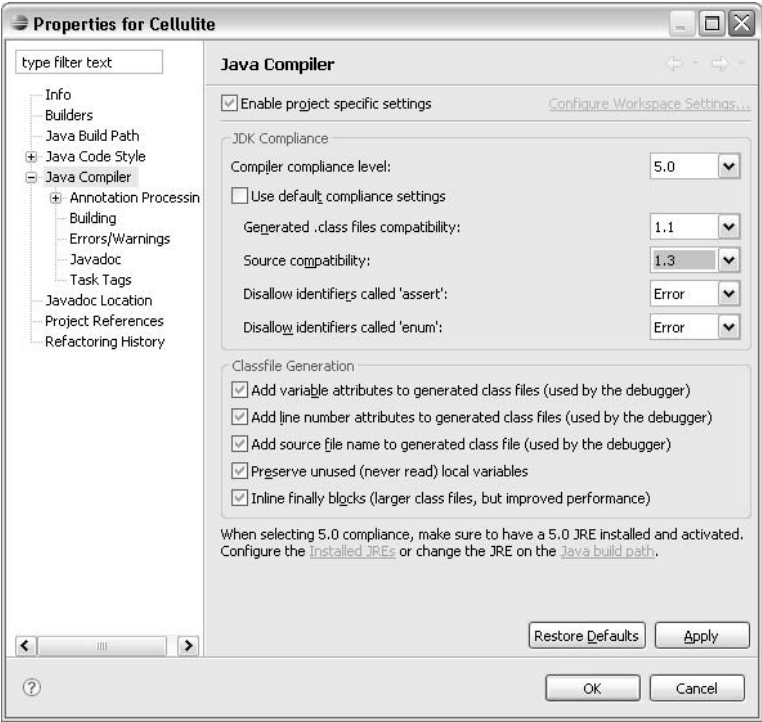 Properties for Cellulite
type filter text
Info
Builders
Java Build Path
Java Code Style
Java Compiler
Annotation Processin
Building
Errors/Warnings
Javadoc
Task Tags
Javadoc Location
Project References
Refactoring History
Java Compiler
Enable project specific settings
Configure Workspace Settings...
JDK Compliance
Compiler compliance level:
5.0
Use default compliance settings
Generated .class files compatibility:
1.1
Source compatibility:
1.3
Disallow identifiers called 'assert':
Error
Disallow identifiers called 'enum':
Error
Classfile Generation
Add variable attributes to generated class files (used by the debugger)
Add line number attributes to generated class files (used by the debugger)
Add source file name to generated class file (used by the debugger)
Preserve unused (never read) local variables
Inline finally blocks (larger class files, but improved performance)
When selecting 5.0 compliance, make sure to have a 5.0 JRE installed and activated.
Configure the Installed JREs or change the JRE on the Java build path.
Restore Defaults
Apply
OK
Cancel